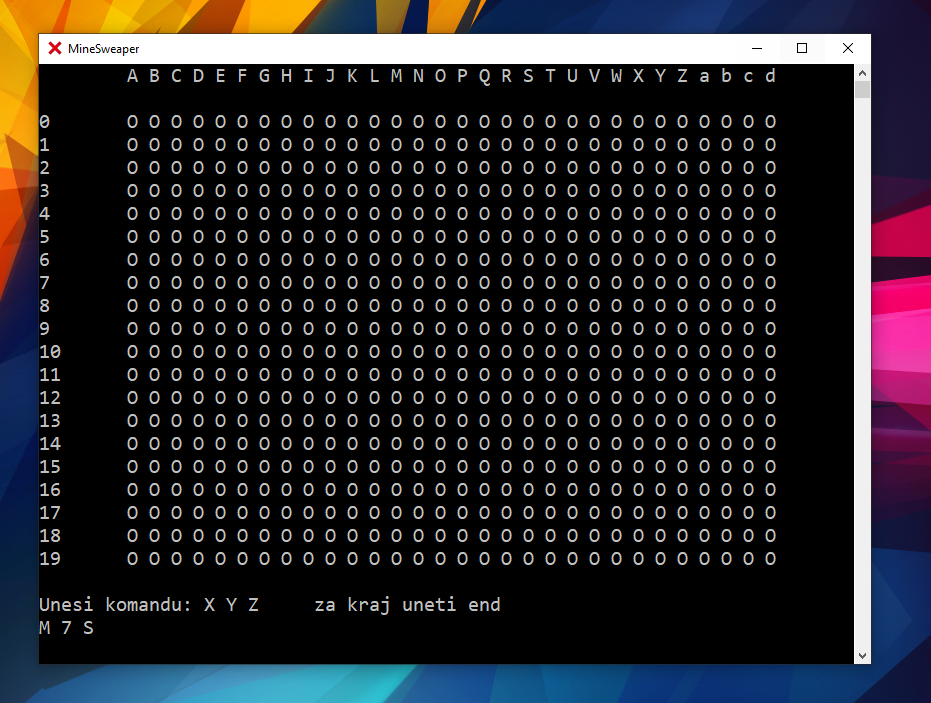 MineSweaper
A B C D E F G H I J K L M N O P Q R S T U V W X Y Z a b c d
0 O O O O O O O O O O O O O O O O O O O O O O O O O O O O O O
1 O O O O O O O O O O O O O O O O O O O O O O O O O O O O O O
2 O O O O O O O O O O O O O O O O O O O O O O O O O O O O O O
3 O O O O O O O O O O O O O O O O O O O O O O O O O O O O O O
4 O O O O O O O O O O O O O O O O O O O O O O O O O O O O O O
5 O O O O O O O O O O O O O O O O O O O O O O O O O O O O O O
6 O O O O O O O O O O O O O O O O O O O O O O O O O O O O O O
7 O O O O O O O O O O O O O O O O O O O O O O O O O O O O O O
8 O O O O O O O O O O O O O O O O O O O O O O O O O O O O O O
9 O O O O O O O O O O O O O O O O O O O O O O O O O O O O O O
10 O O O O O O O O O O O O O O O O O O O O O O O O O O O O O O
11 O O O O O O O O O O O O O O O O O O O O O O O O O O O O O O
12 O O O O O O O O O O O O O O O O O O O O O O O O O O O O O O
13 O O O O O O O O O O O O O O O O O O O O O O O O O O O O O O
14 O O O O O O O O O O O O O O O O O O O O O O O O O O O O O O
15 O O O O O O O O O O O O O O O O O O O O O O O O O O O O O O
16 O O O O O O O O O O O O O O O O O O O O O O O O O O O O O O
17 O O O O O O O O O O O O O O O O O O O O O O O O O O O O O O
18 O O O O O O O O O O O O O O O O O O O O O O O O O O O O O O
19 O O O O O O O O O O O O O O O O O O O O O O O O O O O O O O
Unesi komandu: X Y Z za kraj uneti end
M 7 S